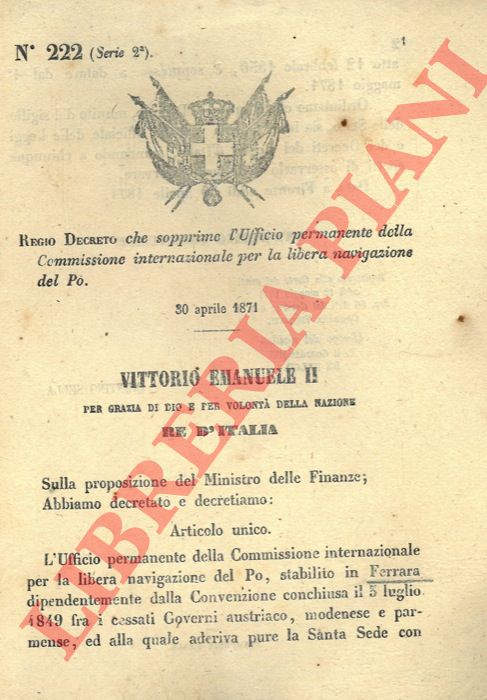 N° 222 (Serie 2ª).
1
REGIO DECRETO che sopprime l'Ufficio permanente della
Commissione internazionale per la libera navigazione
del Po.
30 aprile 1871
VITTORIO EMANUELE II
PER GRAZIA DI DIO E PER VOLONTÀ DELLA NAZIONE
RE D'ITALIA
Sulla proposizione del Ministro delle Finanze;
Abbiamo decretato e decretiamo:
Articolo unico.
L'Ufficio permanente della Commissione internazionale
per la libera navigazione del Po, stabilito in Ferrara
dipendentemente dalla Convenzione conchiusa il 3 luglio
1849 fra i cessati Governi austriaco, modenese e par-
mense, ed alla quale aderiva pure la Santa Sede con
LIBRERIA PIANI